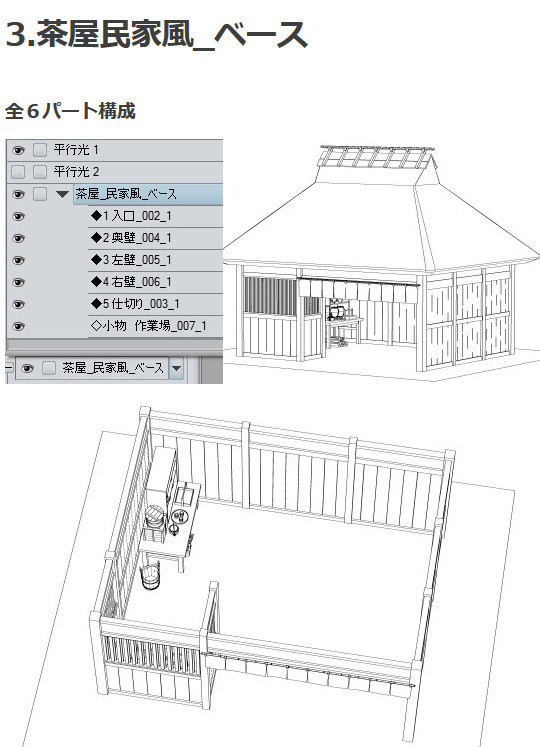 3.茶屋民家風_ベース
全６パート構成
平行光 1
平行光 2
茶屋_民家風_ベース
◆1 入口_002_1
◆2 奥壁_004_1
◆3 左壁_005_1
◆4 右壁_006_1
◆5 仕切り_003_1
◇小物 作業場_007_1
茶屋_民家風_ベース